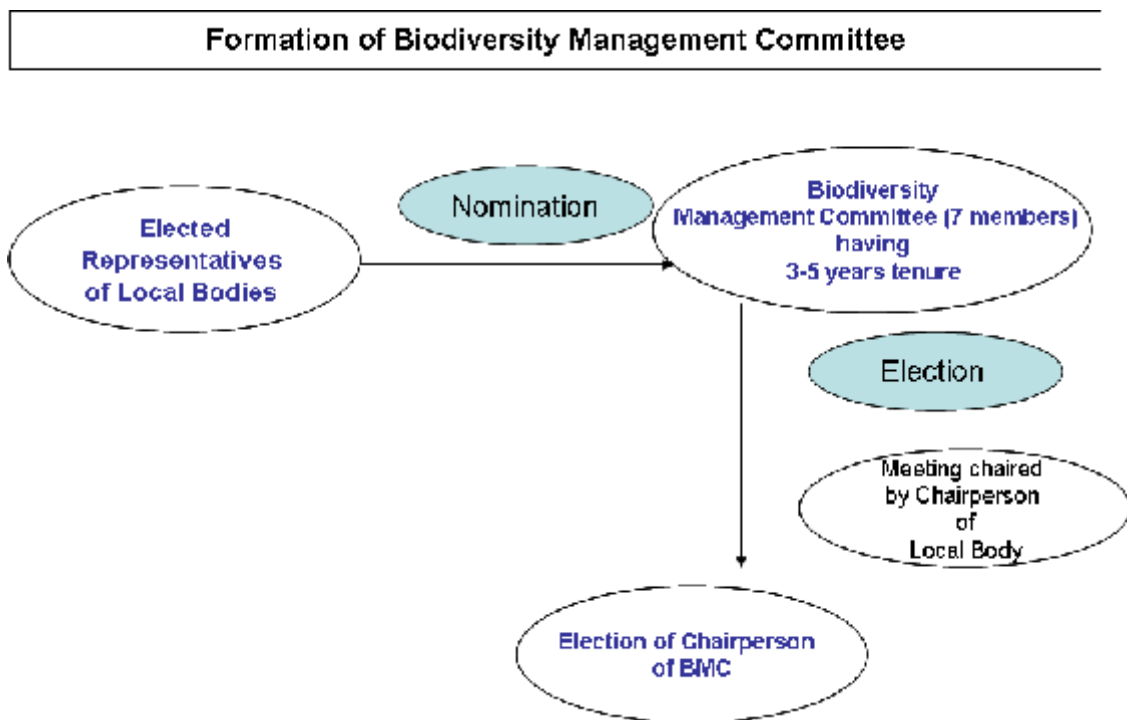 Formation of Biodiversity Management Committee
Nomination
Elected
Representatives
of Local Bodies
Biodiversity
Management Committee (7 members)
having
3-5 years tenure
Election
Meeting chaired
by Chairperson
of
Local Body
Election of Chairperson
of BMC